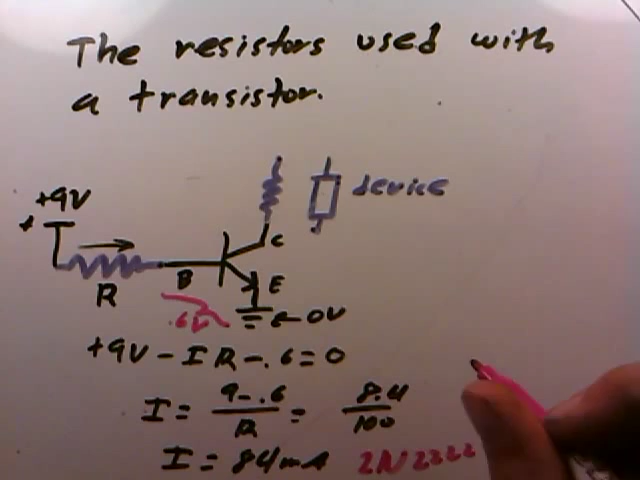 The resistors used with
a transistor.
device
+9V
+
C
R
B
E
.6V
0V
+9V - IR - .6 = 0
I = 9 - .6 / R = 8.4 / 100
I = 84mA 2N2222